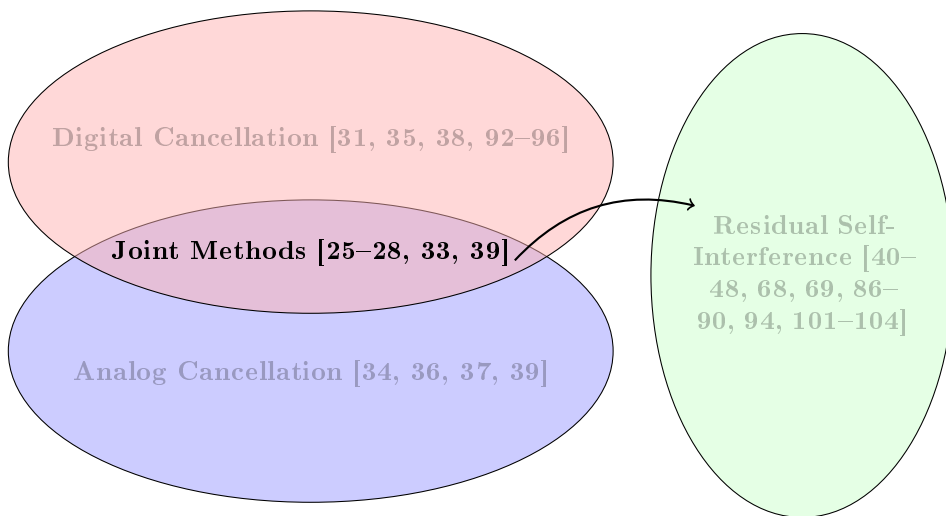 Digital Cancellation [31, 35, 38, 92–96]
Joint Methods [25–28, 33, 39]
Analog Cancellation [34, 36, 37, 39]
Residual Self-
Interference [40–
48, 68, 69, 86–
90, 94, 101–104]